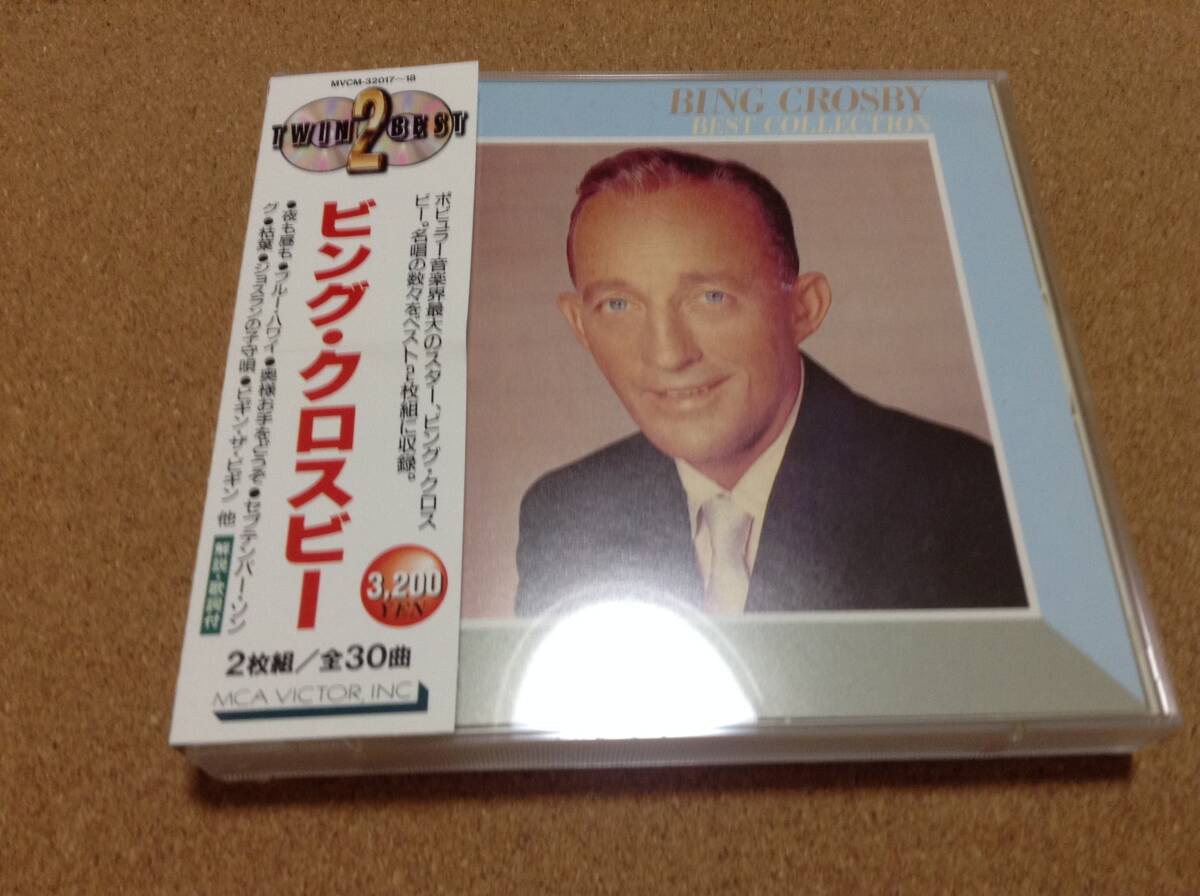 MVCM-32017~18
TWIN 2 BEST
ポピュラー音楽界最大のスター、ビング・クロス
ビー。名唱の数々をベスト2枚組に収録。
ビング・クロスビー
●夜も昼も●ブルー・ハワイ●奥様お手をどうぞ●セプテンバー・ソン
グ●枯葉●ジョスランの子守唄●ビギン・ザ・ビギン 他
解説・歌詞付
3,200
YEN
2枚組/全30曲
MCA VICTOR, INC
BING CROSBY
BEST COLLECTION